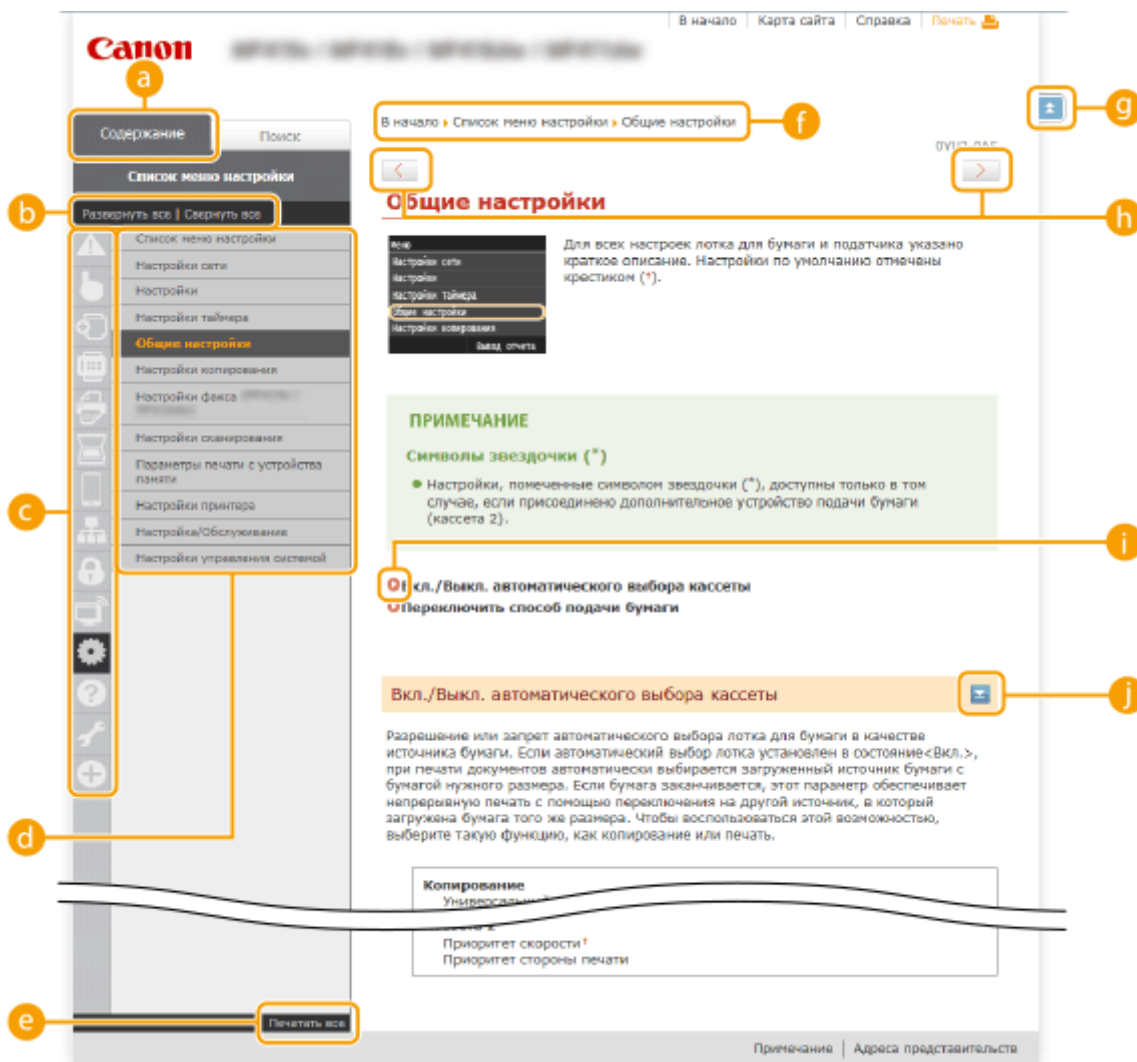 В начало | Карта сайта | Справка | Печать
Canon
a
Содержание
Поиск
В начало › Список меню настройки › Общие настройки
f
g
Список меню настройки
h
Общие настройки
b
Развернуть все | Свернуть все
Список меню настройки
Настройки сети
Настройки
Настройки таймера
Общие настройки
Настройки копирования
Настройки факса
Настройки сканирования
Параметры печати с устройства
памяти
Настройки принтера
Настройка/Обслуживание
Настройки управления системой
c
d
Меню
Настройки сети
Настройки
Настройки таймера
Общие настройки
Настройки копирования
Вывод отчета
Для всех настроек лотка для бумаги и податчика указано
краткое описание. Настройки по умолчанию отмечены
крестиком (†).
ПРИМЕЧАНИЕ
Символы звездочки (*)
Настройки, помеченные символом звездочки (*), доступны только в том
случае, если присоединено дополнительное устройство подачи бумаги
(кассета 2).
i
Вкл./Выкл. автоматического выбора кассеты
Переключить способ подачи бумаги
Вкл./Выкл. автоматического выбора кассеты
j
Разрешение или запрет автоматического выбора лотка для бумаги в качестве
источника бумаги. Если автоматический выбор лотка установлен в состояние<Вкл.>,
при печати документов автоматически выбирается загруженный источник бумаги с
бумагой нужного размера. Если бумага заканчивается, этот параметр обеспечивает
непрерывную печать с помощью переключения на другой источник, в который
загружена бумага того же размера. Чтобы воспользоваться этой возможностью,
выберите такую функцию, как копирование или печать.
Копирование
Приоритет скорости†
Приоритет стороны печати
e
Печатать все
Примечание | Адреса представительств